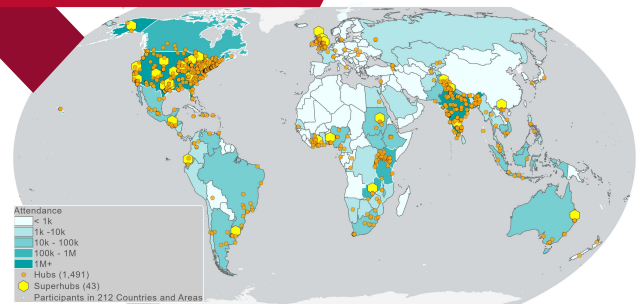 Attendance
< 1k
1k -10k
10k - 100k
100k - 1M
1M+
Hubs (1,491)
Superhubs (43)
Participants in 212 Countries and Areas